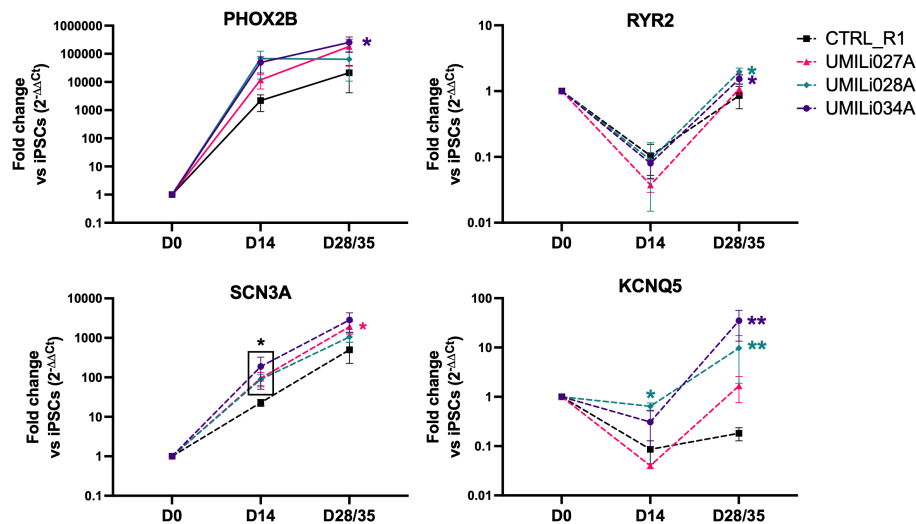 PHOX2B
Fold change
vs iPSCs (2-ΔΔCt)
1000000
100000
10000
1000
100
10
1
0.1
D0 D14 D28/35
*
RYR2
Fold change
vs iPSCs (2-ΔΔCt)
10
1
0.1
0.01
D0 D14 D28/35
*
*
CTRL_R1
UMILi027A
UMILi028A
UMILi034A
SCN3A
Fold change
vs iPSCs (2-ΔΔCt)
10000
1000
100
10
1
0.1
D0 D14 D28/35
*
*
KCNQ5
Fold change
vs iPSCs (2-ΔΔCt)
100
10
1
0.1
0.01
D0 D14 D28/35
**
**
*